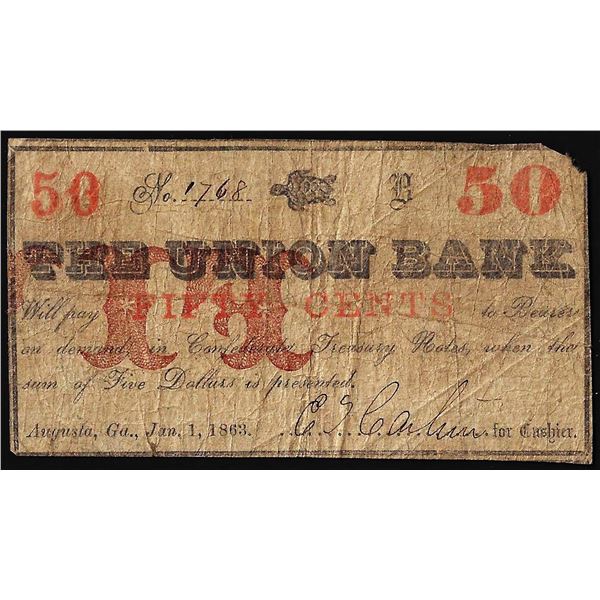 50 No. 1768 B 50
THE UNION BANK
Will pay FIFTY CENTS to Bearer
on demand, in Confederate Treasury Notes, when the
sum of Five Dollars is presented.
Augusta, Ga., Jan. 1, 1863. for Cashier.